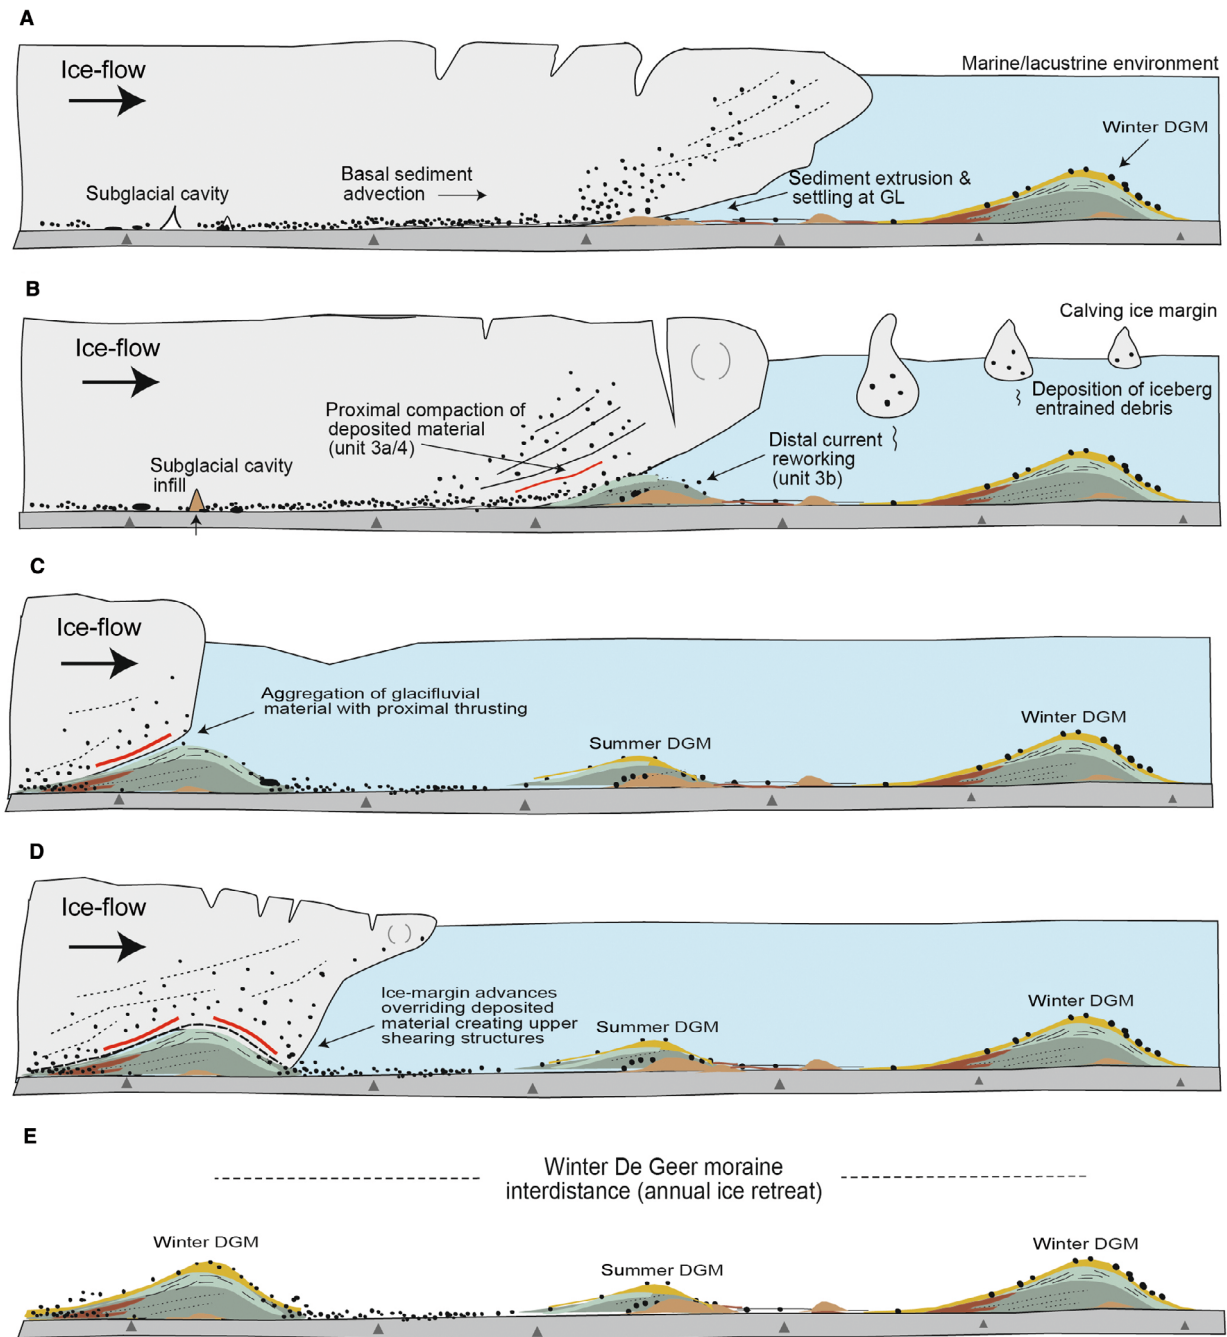 A
Ice-flow
Marine/lacustrine environment
Winter DGM
Basal sediment
advection
Subglacial cavity
Sediment extrusion &
settling at GL
B
Calving ice margin
Ice-flow
Deposition of iceberg
entrained debris
Proximal compaction of
deposited material
(unit 3a/4)
Distal current
reworking
(unit 3b)
Subglacial cavity
infill
C
Ice-flow
Aggregation of glacifluvial
material with proximal thrusting
Summer DGM
Winter DGM
D
Ice-flow
Ice-margin advances
overriding deposited
material creating upper
shearing structures
Summer DGM
Winter DGM
E
Winter De Geer moraine
interdistance (annual ice retreat)
Winter DGM
Summer DGM
Winter DGM